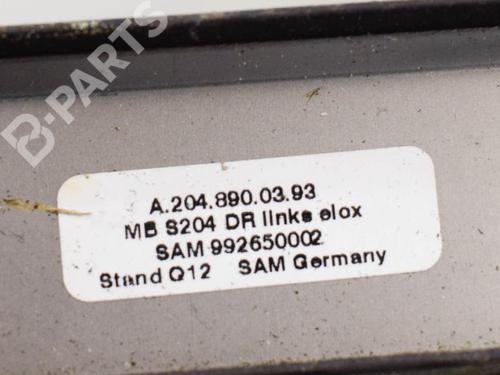 B-PARTS
A.204.890.03.93
MB S204 DR links elox
SAM 992650002
Stand Q12 SAM Germany